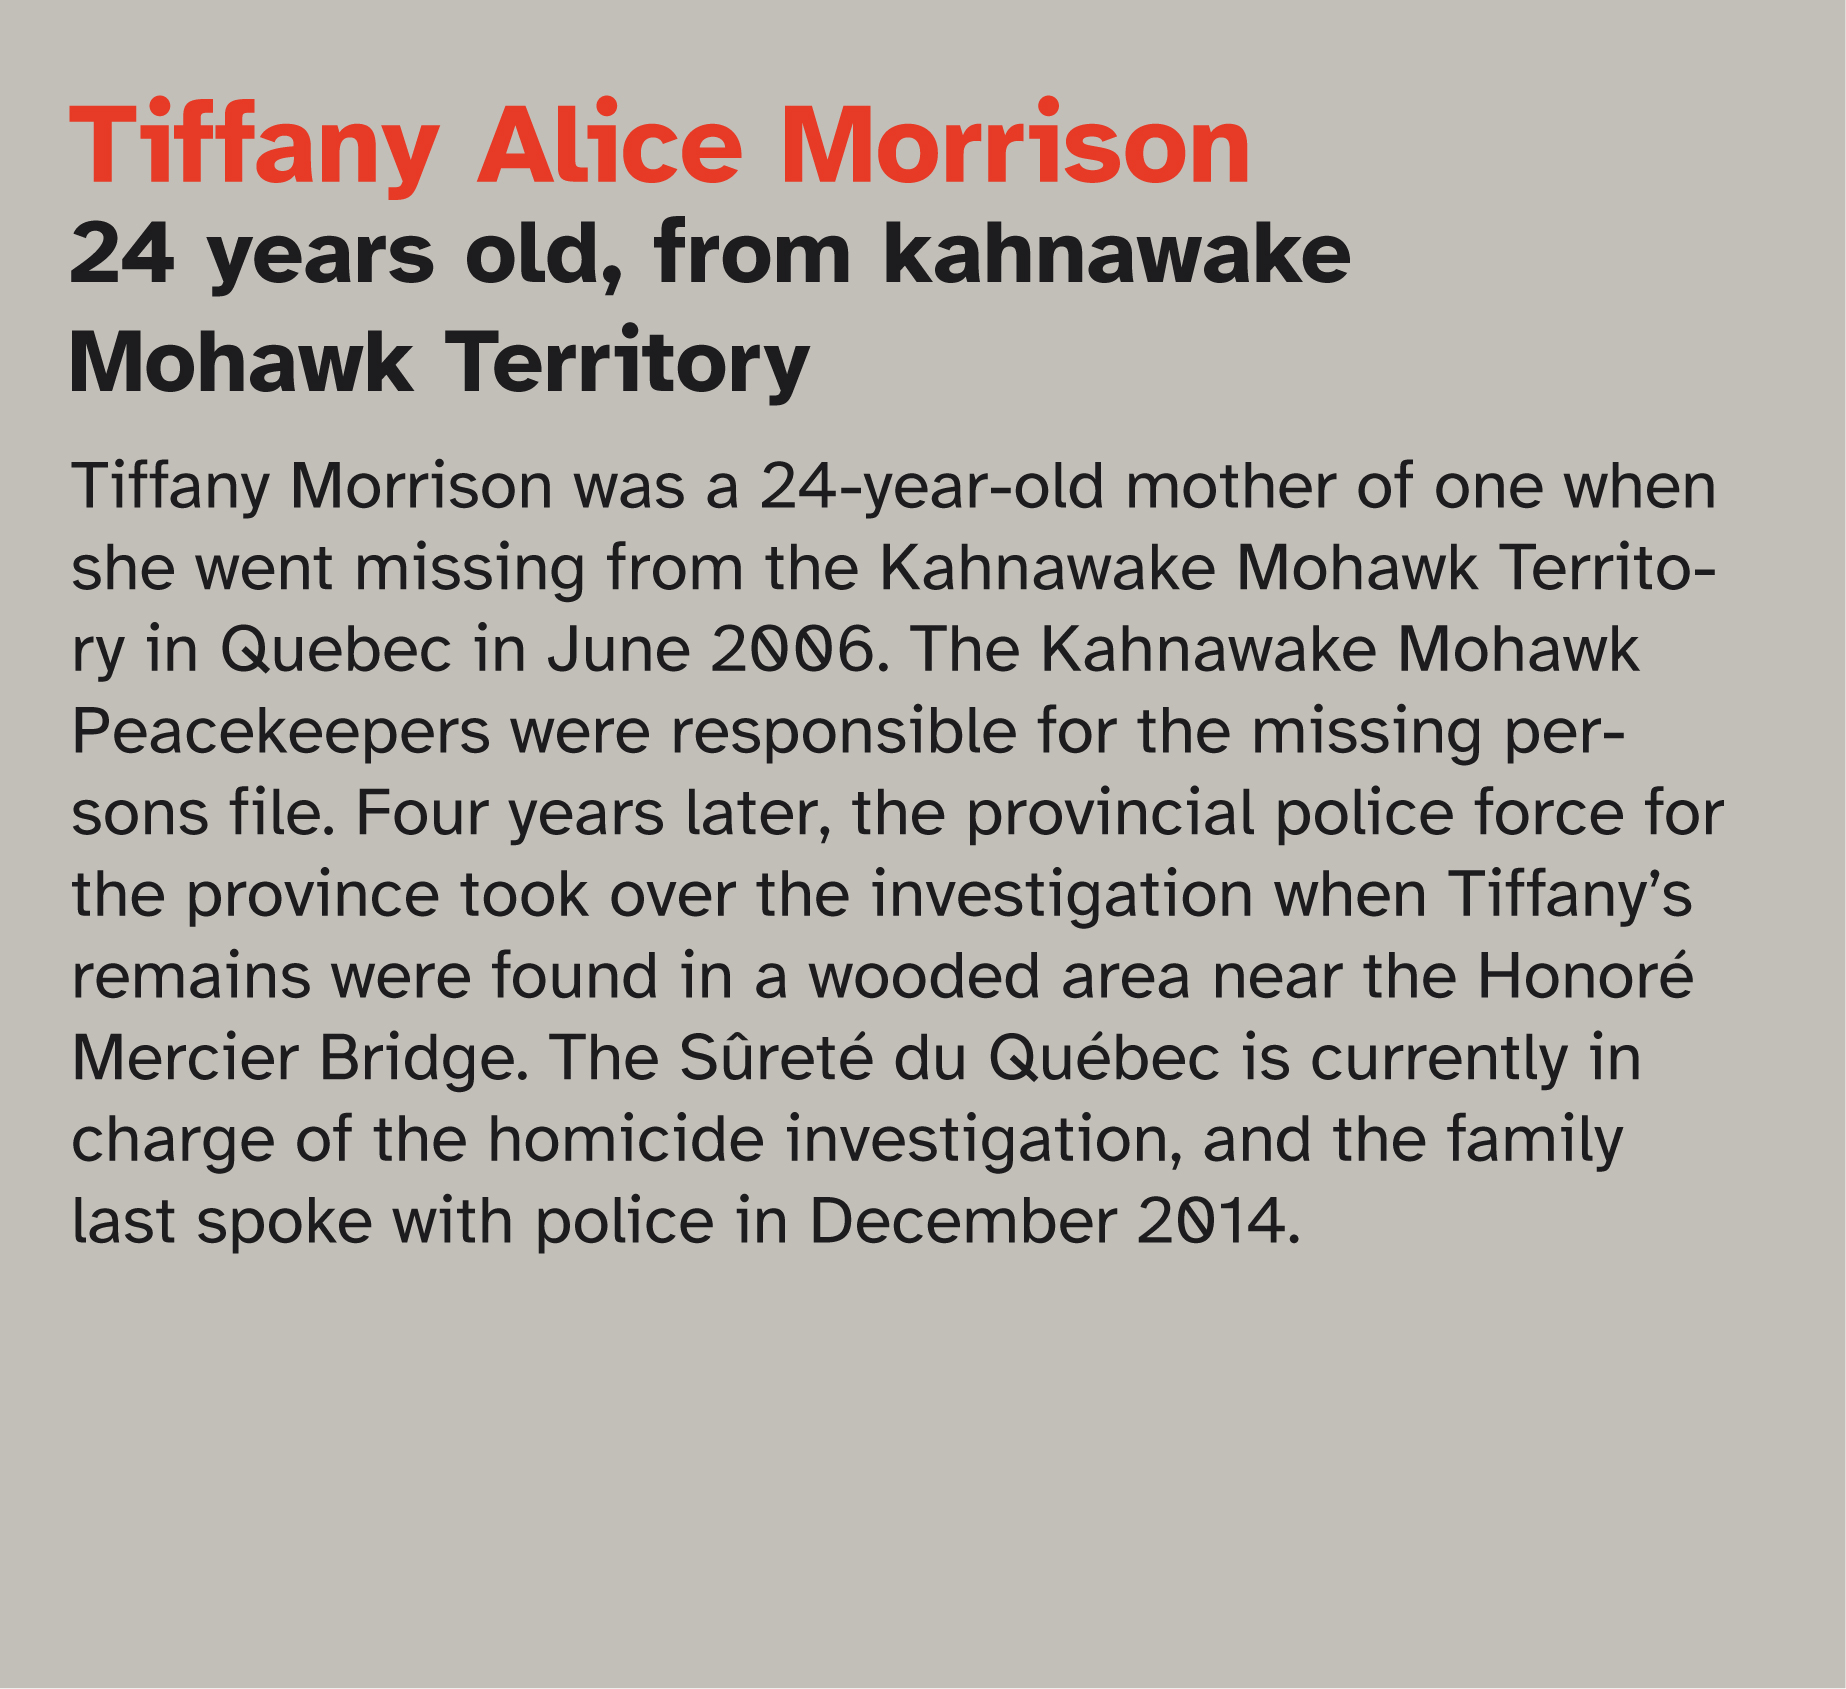 Tiffany Alice Morrison
24 years old, from kahnawake
Mohawk Territory
Tiffany Morrison was a 24-year-old mother of one when
she went missing from the Kahnawake Mohawk Territo-
ry in Quebec in June 2006. The Kahnawake Mohawk
Peacekeepers were responsible for the missing per-
sons file. Four years later, the provincial police force for
the province took over the investigation when Tiffany’s
remains were found in a wooded area near the Honoré
Mercier Bridge. The Sûreté du Québec is currently in
charge of the homicide investigation, and the family
last spoke with police in December 2014.